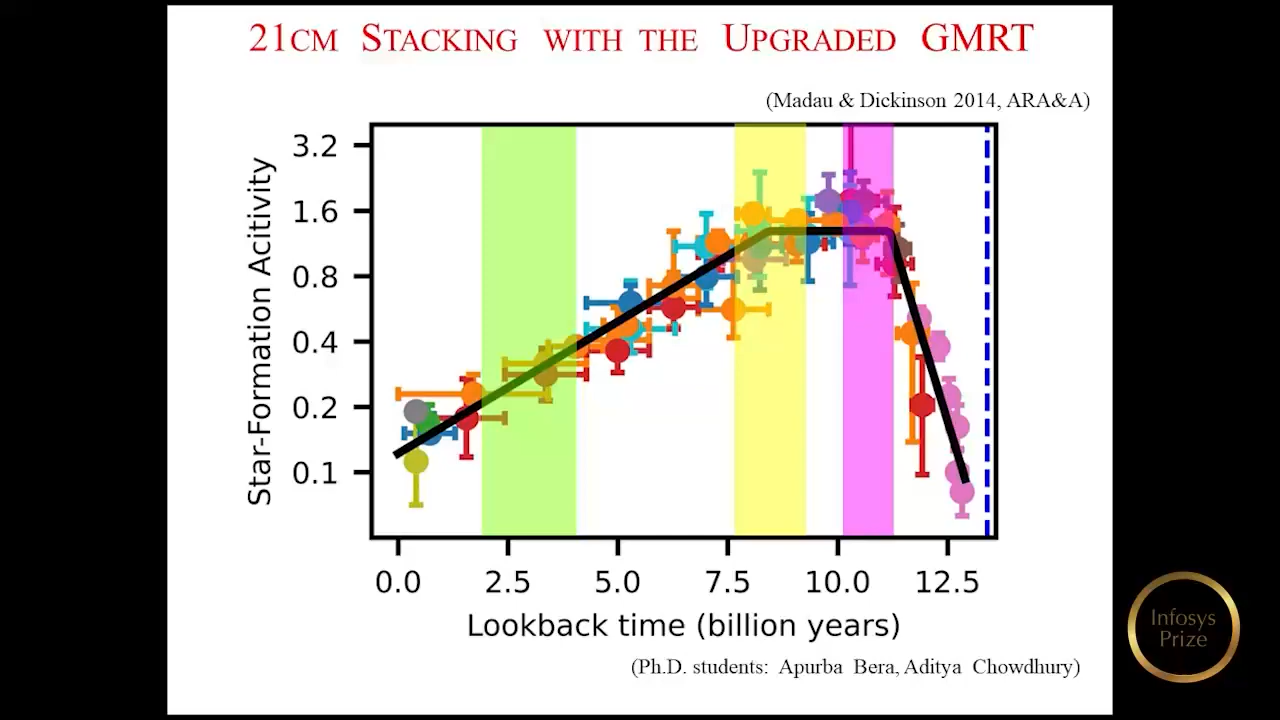 21CM STACKING WITH THE UPGRADED GMRT
(Madau & Dickinson 2014, ARA&A)
Star-Formation Acitivity
3.2
1.6
0.8
0.4
0.2
0.1
0.0 2.5 5.0 7.5 10.0 12.5
Lookback time (billion years)
(Ph.D. students: Apurba Bera, Aditya Chowdhury)
Infosys
Prize